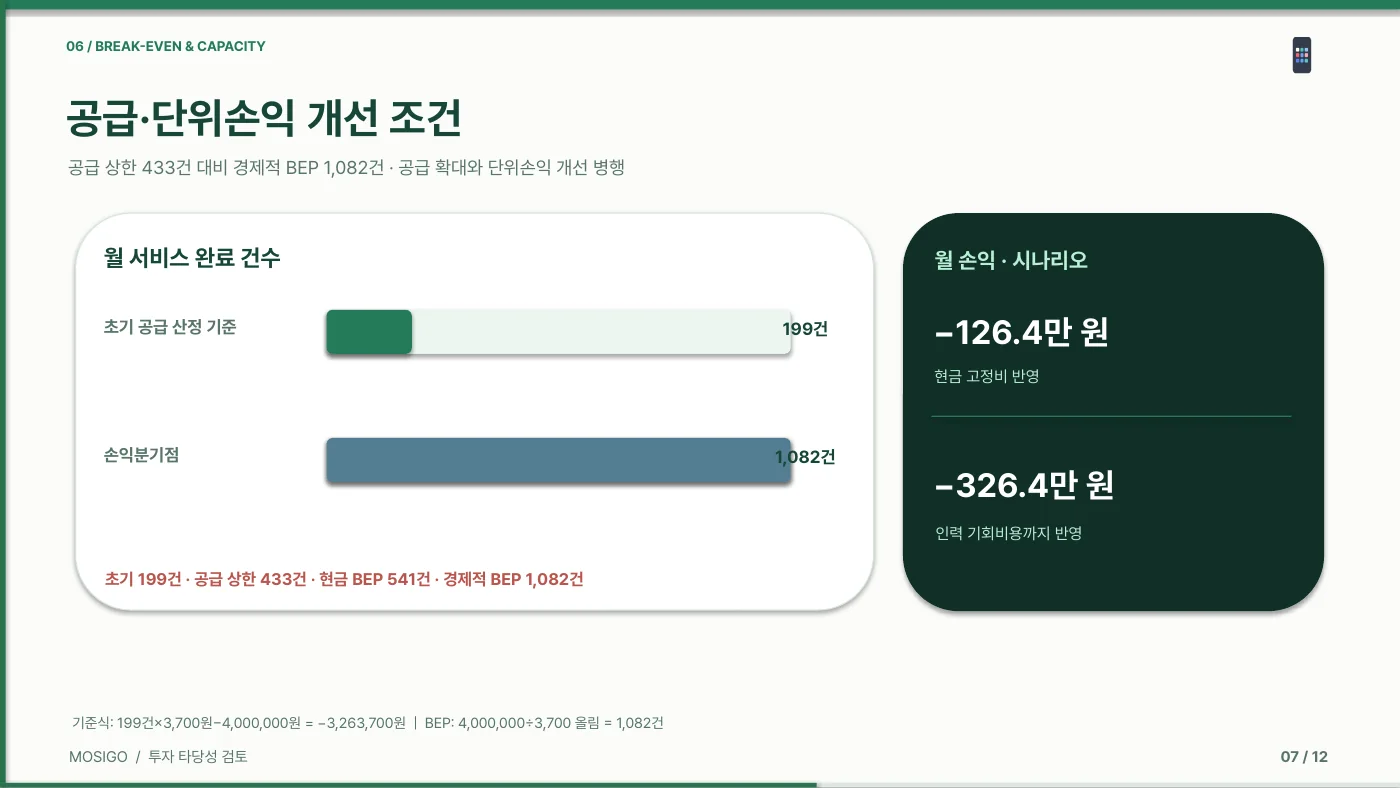 06 / BREAK-EVEN & CAPACITY
공급·단위손익 개선 조건
공급 상한 433건 대비 경제적 BEP 1,082건 · 공급 확대와 단위손익 개선 병행
월 서비스 완료 건수
초기 공급 산정 기준
199건
손익분기점
1,082건
초기 199건 · 공급 상한 433건 · 현금 BEP 541건 · 경제적 BEP 1,082건
월 손익 · 시나리오
−126.4만 원
현금 고정비 반영
−326.4만 원
인력 기회비용까지 반영
기준식: 199건×3,700원−4,000,000원 = −3,263,700원 | BEP: 4,000,000÷3,700 올림 = 1,082건
MOSIGO / 투자 타당성 검토
07 / 12